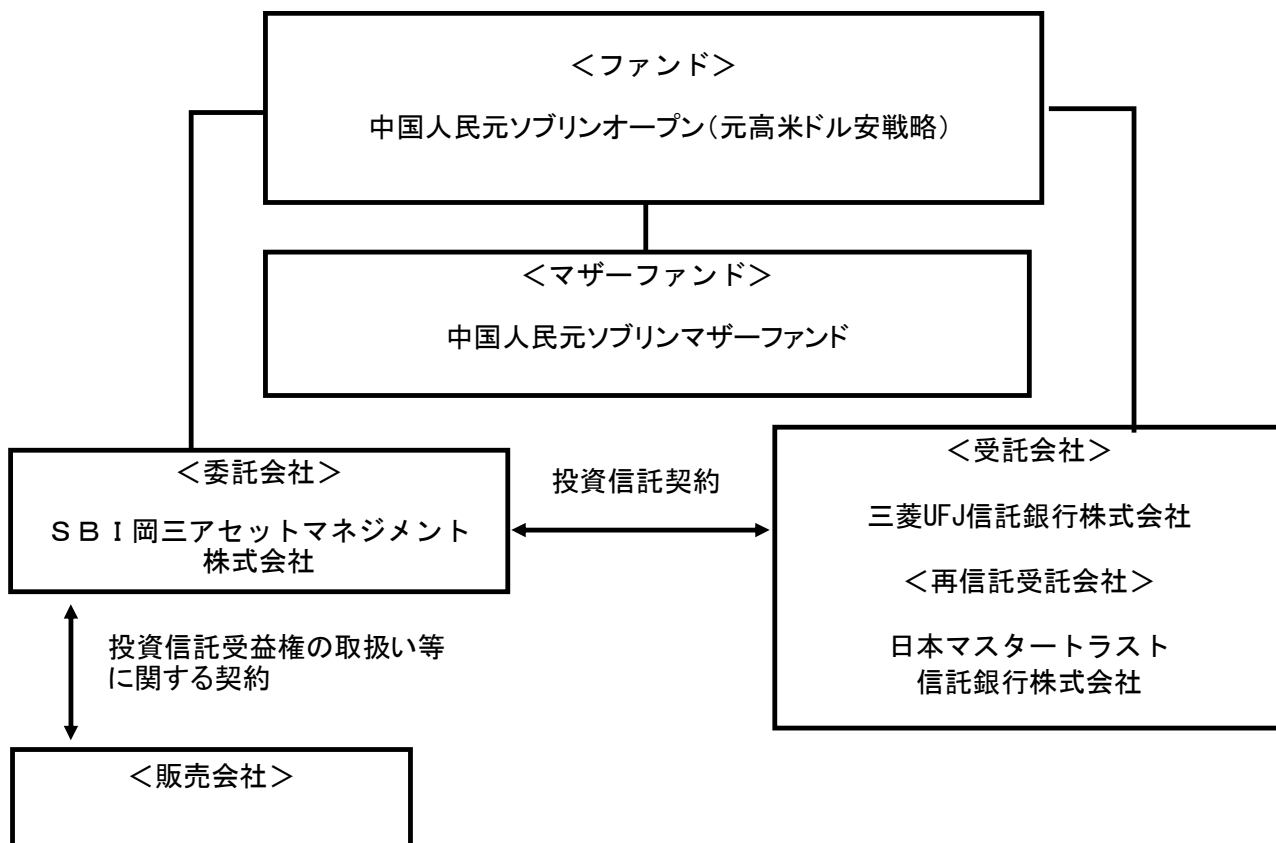 ＜ファンド＞
中国人民元ソブリンオープン（元高米ドル安戦略）
＜マザーファンド＞
中国人民元ソブリンマザーファンド
＜委託会社＞
ＳＢＩ岡三アセットマネジメント
株式会社
投資信託契約
＜受託会社＞
三菱UFJ信託銀行株式会社
＜再信託受託会社＞
日本マスタートラスト
信託銀行株式会社
投資信託受益権の取扱い等
に関する契約
＜販売会社＞